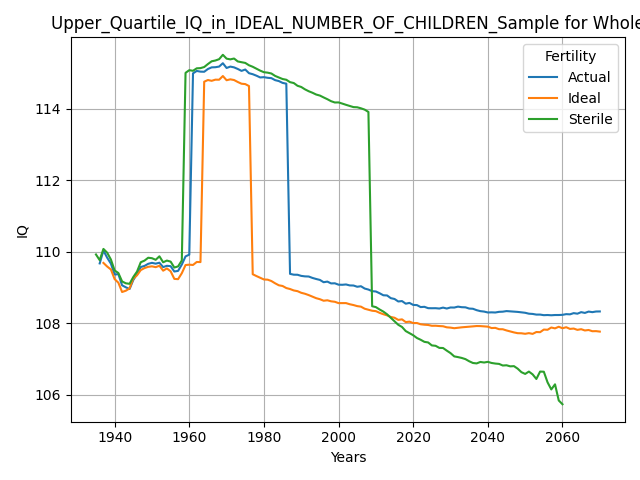 Upper_Quartile_IQ_in_IDEAL_NUMBER_OF_CHILDREN_Sample for Whole
Fertility
Actual
Ideal
Sterile
IQ
114
112
110
108
106
1940 1960 1980 2000 2020 2040 2060
Years